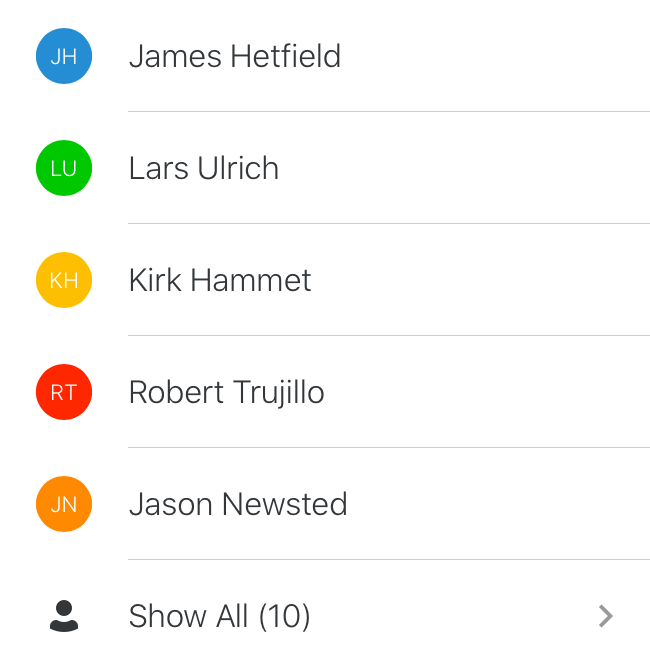 JH James Hetfield
LU Lars Ulrich
KH Kirk Hammet
RT Robert Trujillo
JN Jason Newsted
Show All (10)